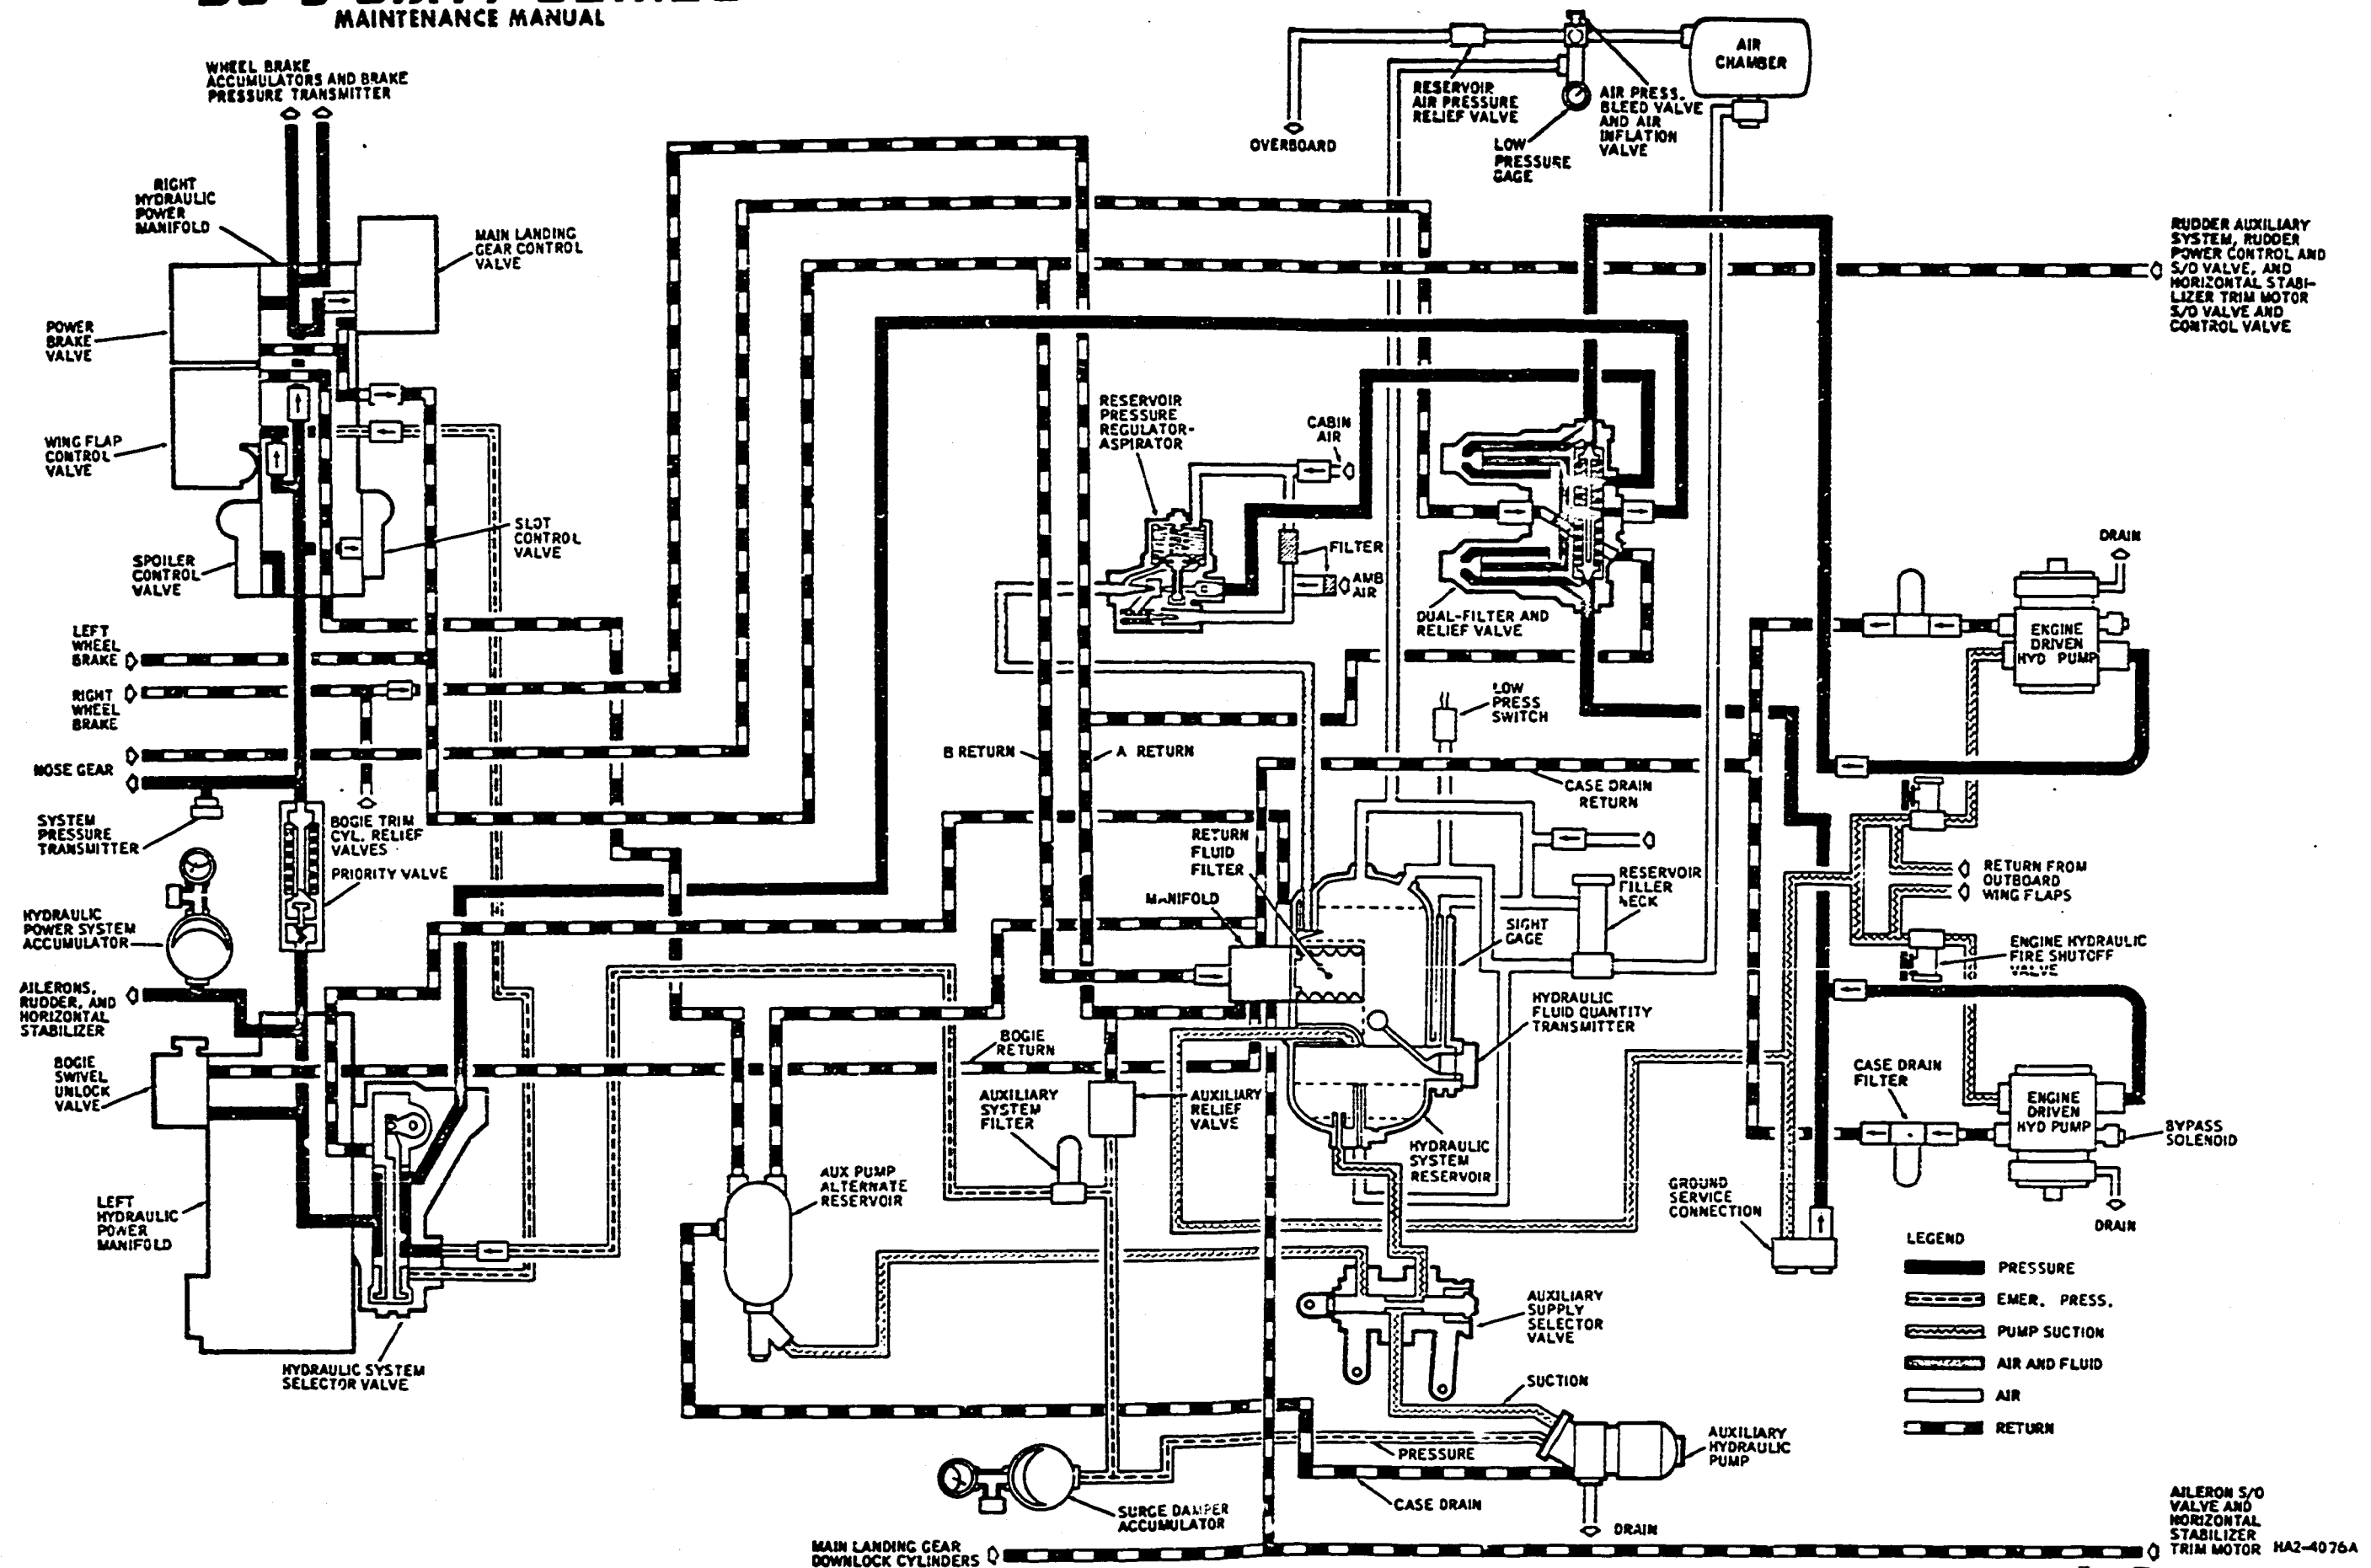 MAINTENANCE MANUAL
WHEEL BRAKE
ACCUMULATORS AND BRAKE
PRESSURE TRANSMITTER
RIGHT
HYDRAULIC
POWER
MANIFOLD
MAIN LANDING
GEAR CONTROL
VALVE
POWER
BRAKE
VALVE
WING FLAP
CONTROL
VALVE
SPOILER
CONTROL
VALVE
SLOT
CONTROL
VALVE
LEFT
WHEEL
BRAKE
RIGHT
WHEEL
BRAKE
NOSE GEAR
SYSTEM
PRESSURE
TRANSMITTER
BOGIE TRIM
CYL. RELIEF
VALVES
PRIORITY VALVE
HYDRAULIC
POWER SYSTEM
ACCUMULATOR
AILERONS,
RUDDER, AND
HORIZONTAL
STABILIZER
BOGIE
SWIVEL
UNLOCK
VALVE
LEFT
HYDRAULIC
POWER
MANIFOLD
HYDRAULIC SYSTEM
SELECTOR VALVE
OVERBOARD
RESERVOIR
AIR PRESSURE
RELIEF VALVE
LOW
PRESSURE
GAGE
AIR PRESS.
BLEED VALVE
AND AIR
INFLATION
VALVE
AIR
CHAMBER
RUDDER AUXILIARY
SYSTEM, RUDDER
POWER CONTROL AND
S/O VALVE, AND
HORIZONTAL STABI-
LIZER TRIM MOTOR
S/O VALVE AND
CONTROL VALVE
RESERVOIR
PRESSURE
REGULATOR-
ASPIRATOR
CABIN
AIR
FILTER
AMB
AIR
DUAL-FILTER AND
RELIEF VALVE
DRAIN
ENGINE
DRIVEN
HYD PUMP
LOW
PRESS
SWITCH
B RETURN
A RETURN
CASE DRAIN
RETURN
RETURN
FLUID
FILTER
MANIFOLD
RESERVOIR
FILLER
NECK
SIGHT
GAGE
HYDRAULIC
FLUID QUANTITY
TRANSMITTER
RETURN FROM
OUTBOARD
WING FLAPS
ENGINE HYDRAULIC
FIRE SHUTOFF
VALVE
BOGIE
RETURN
AUXILIARY
SYSTEM
FILTER
AUXILIARY
RELIEF
VALVE
HYDRAULIC
SYSTEM
RESERVOIR
CASE DRAIN
FILTER
ENGINE
DRIVEN
HYD PUMP
BYPASS
SOLENOID
DRAIN
GROUND
SERVICE
CONNECTION
AUX PUMP
ALTERNATE
RESERVOIR
AUXILIARY
SUPPLY
SELECTOR
VALVE
SUCTION
PRESSURE
CASE DRAIN
AUXILIARY
HYDRAULIC
PUMP
DRAIN
SURGE DAMPER
ACCUMULATOR
MAIN LANDING GEAR
DOWNLOCK CYLINDERS
LEGEND
PRESSURE
EMER. PRESS.
PUMP SUCTION
AIR AND FLUID
AIR
RETURN
AILERON S/O
VALVE AND
HORIZONTAL
STABILIZER
TRIM MOTOR
HA2-4076A